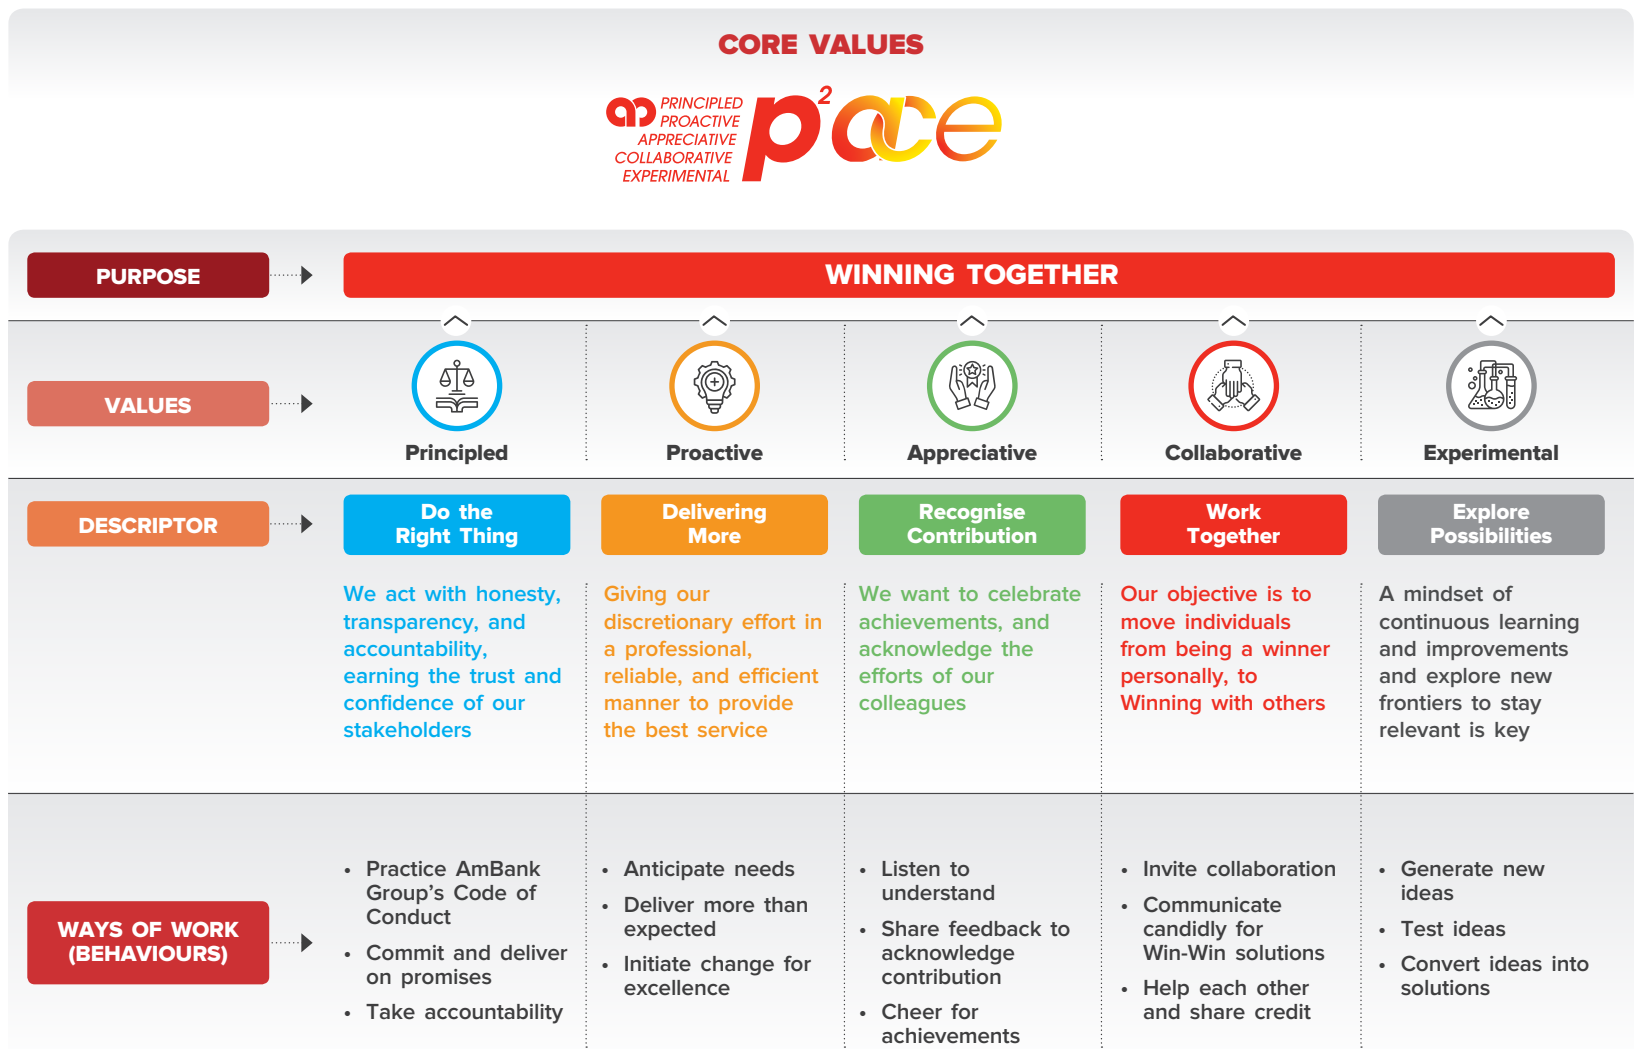 CORE VALUES
PRINCIPLED
PROACTIVE
APPRECIATIVE
COLLABORATIVE
EXPERIMENTAL
p²ace
PURPOSE
WINNING TOGETHER
VALUES
Principled
Proactive
Appreciative
Collaborative
Experimental
DESCRIPTOR
Do the
Right Thing
Delivering
More
Recognise
Contribution
Work
Together
Explore
Possibilities
We act with honesty,
transparency, and
accountability,
earning the trust and
confidence of our
stakeholders
Giving our
discretionary effort in
a professional,
reliable, and efficient
manner to provide
the best service
We want to celebrate
achievements, and
acknowledge the
efforts of our
colleagues
Our objective is to
move individuals
from being a winner
personally, to
Winning with others
A mindset of
continuous learning
and improvements
and explore new
frontiers to stay
relevant is key
WAYS OF WORK
(BEHAVIOURS)
• Practice AmBank
Group's Code of
Conduct
• Commit and deliver
on promises
• Take accountability
• Anticipate needs
• Deliver more than
expected
• Initiate change for
excellence
• Listen to
understand
• Share feedback to
acknowledge
contribution
• Cheer for
achievements
• Invite collaboration
• Communicate
candidly for
Win-Win solutions
• Help each other
and share credit
• Generate new
ideas
• Test ideas
• Convert ideas into
solutions